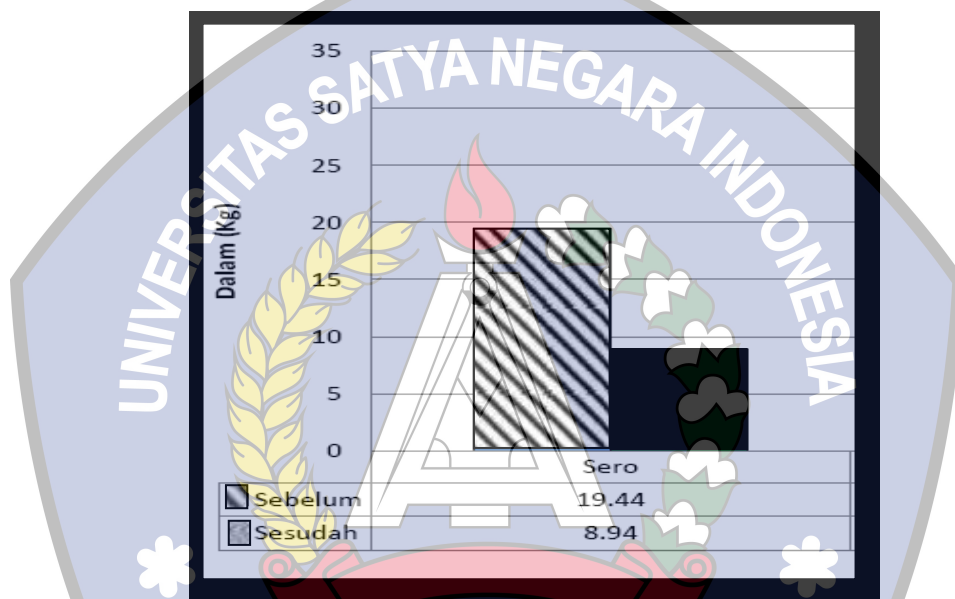 UNIVERSITAS SATYA NEGARA INDONESIA
35
30
25
20
15
10
5
0
Dalam (Kg)
Sero
Sebelum 19.44
Sesudah 8.94